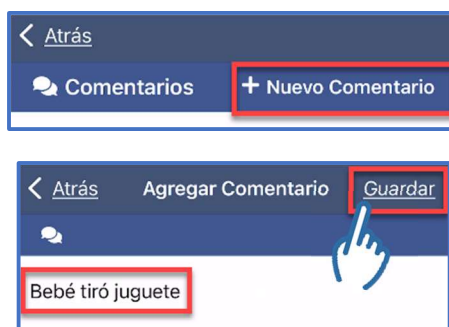 Atrás
Comentarios + Nuevo Comentario
Atrás Agregar Comentario Guardar
Bebé tiró juguete